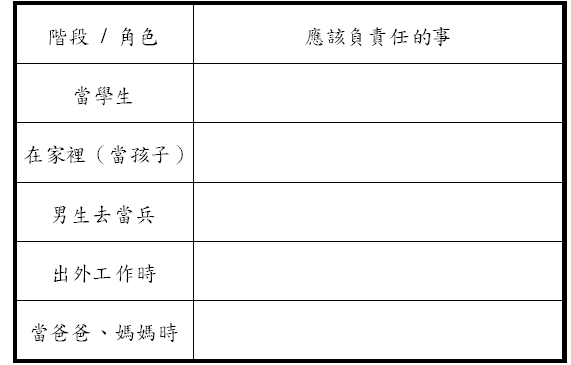 階段 / 角色
應該負責任的事
當學生
在家裡（當孩子）
男生去當兵
出外工作時
當爸爸、媽媽時